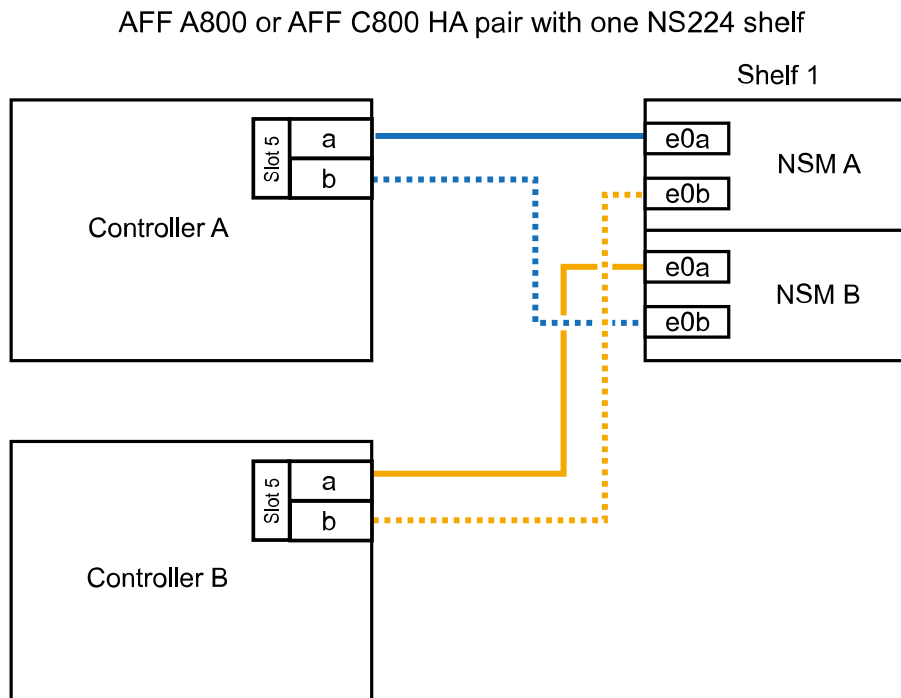 AFF A800 or AFF C800 HA pair with one NS224 shelf
Shelf 1
Slot 5
a
b
Controller A
e0a
e0b
NSM A
e0a
e0b
NSM B
Slot 5
a
b
Controller B